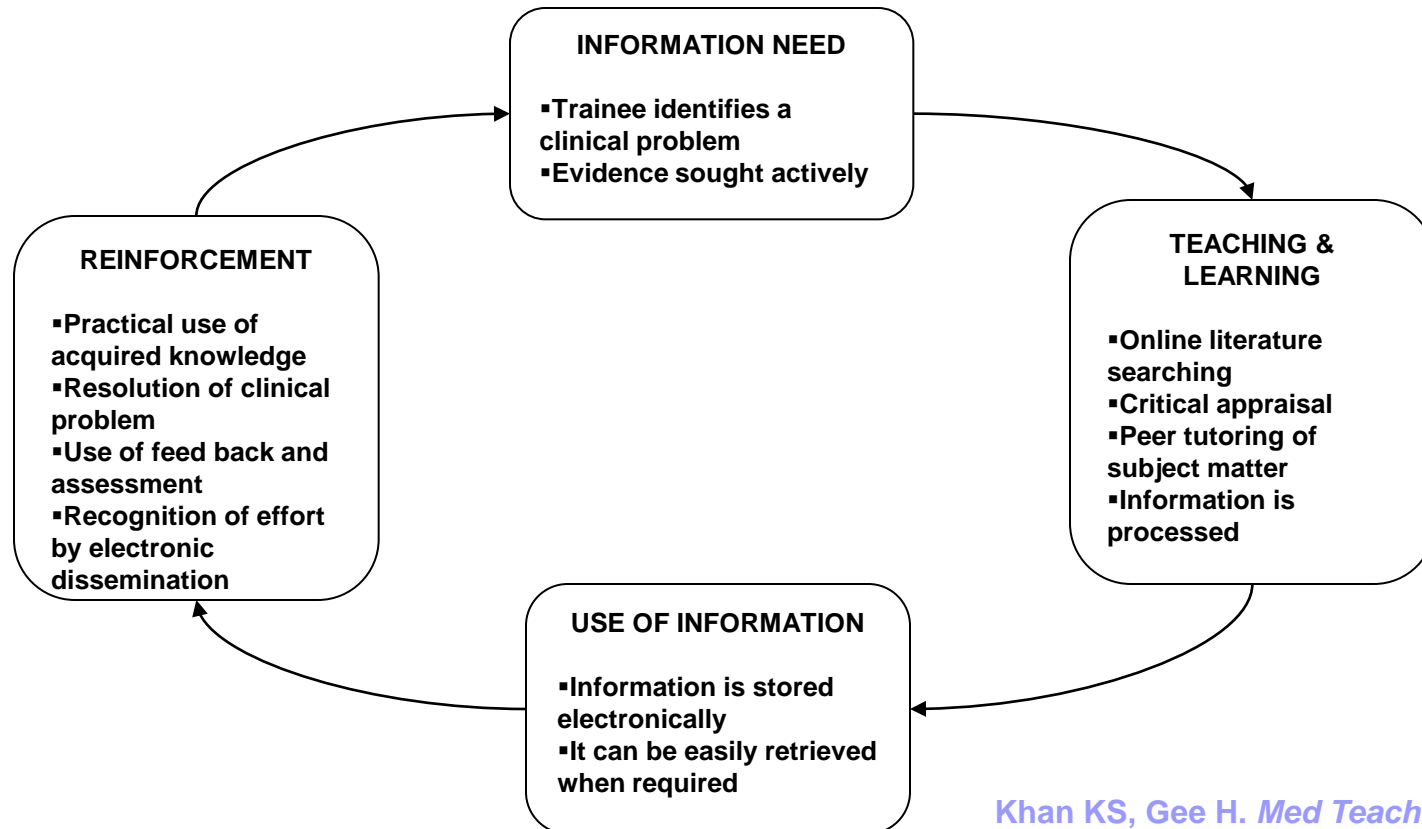 INFORMATION NEED
▪Trainee identifies a
clinical problem
▪Evidence sought actively
TEACHING &
LEARNING
▪Online literature
searching
▪Critical appraisal
▪Peer tutoring of
subject matter
▪Information is
processed
USE OF INFORMATION
▪Information is stored
electronically
▪It can be easily retrieved
when required
REINFORCEMENT
▪Practical use of
acquired knowledge
▪Resolution of clinical
problem
▪Use of feed back and
assessment
▪Recognition of effort
by electronic
dissemination
Khan KS, Gee H. Med Teach